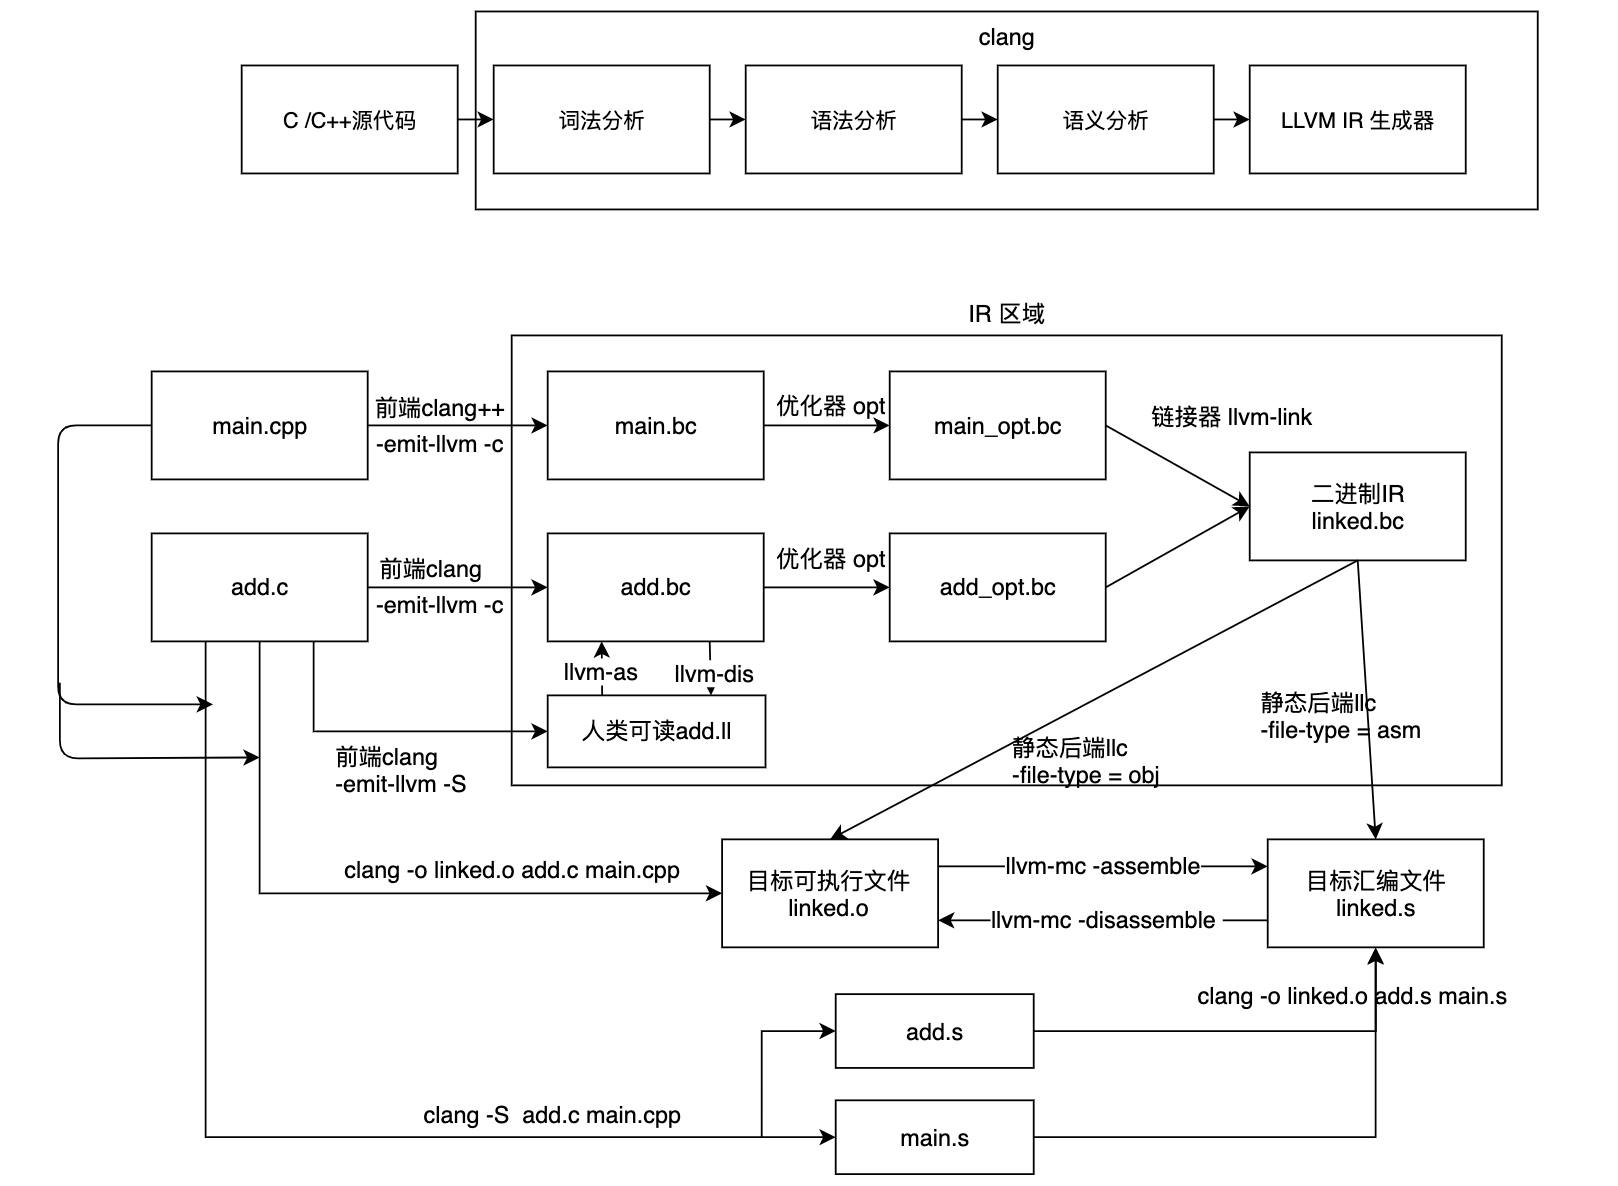 clang
C /C++源代码
词法分析
语法分析
语义分析
LLVM IR 生成器
IR 区域
main.cpp
前端clang++
-emit-llvm -c
main.bc
优化器 opt
main_opt.bc
链接器 llvm-link
二进制IR
linked.bc
add.c
前端clang
-emit-llvm -c
add.bc
优化器 opt
add_opt.bc
llvm-as
llvm-dis
人类可读add.ll
前端clang
-emit-llvm -S
静态后端llc
-file-type = obj
静态后端llc
-file-type = asm
clang -o linked.o add.c main.cpp
目标可执行文件
linked.o
llvm-mc -assemble
llvm-mc -disassemble
目标汇编文件
linked.s
clang -o linked.o add.s main.s
add.s
clang -S  add.c main.cpp
main.s